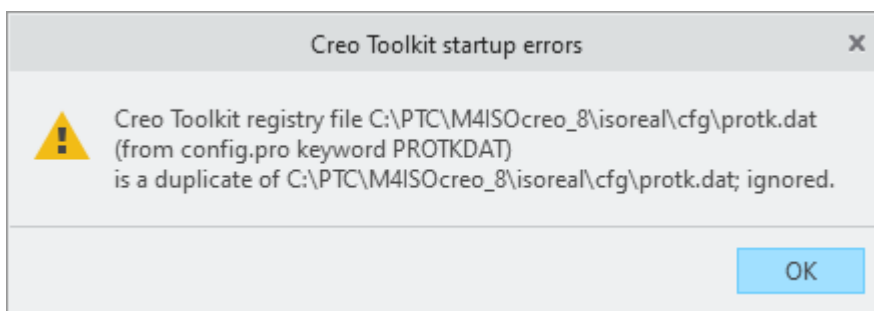 Creo Toolkit startup errors
Creo Toolkit registry file C:\PTC\M4ISOcreo_8\isoreal\cfg\protk.dat
(from config.pro keyword PROTKDAT)
is a duplicate of C:\PTC\M4ISOcreo_8\isoreal\cfg\protk.dat; ignored.
OK